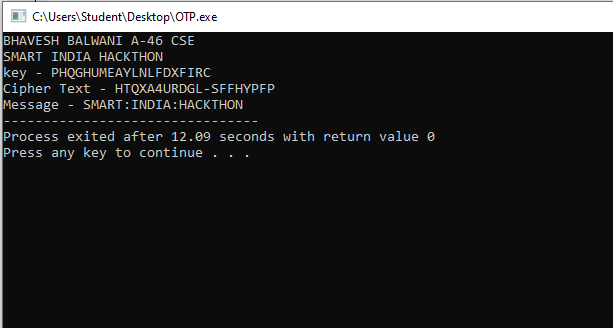 C:\Users\Student\Desktop\OTP.exe
BHAVESH BALWANI A-46 CSE
SMART INDIA HACKTHON
key - PHQGHUMEAYLNLFDXFIRC
Cipher Text - HTQXA4URDGL-SFFHYPFP
Message - SMART:INDIA:HACKTHON
--------------------------------
Process exited after 12.09 seconds with return value 0
Press any key to continue . . .